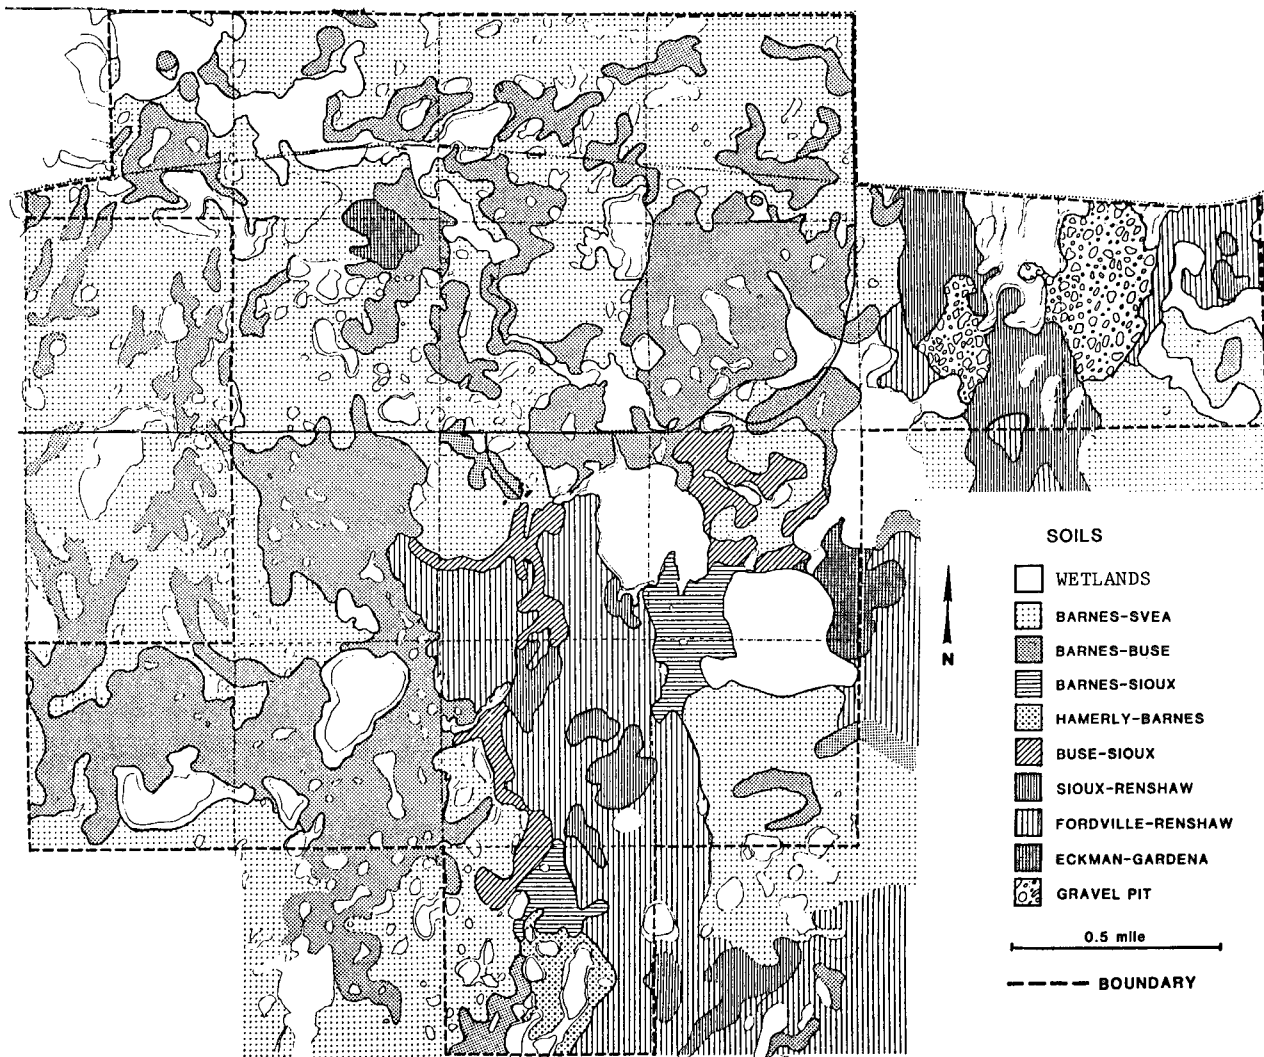 SOILS
WETLANDS
BARNES-SVEA
BARNES-BUSE
BARNES-SIOUX
HAMERLY-BARNES
BUSE-SIOUX
SIOUX-RENSHAW
FORDVILLE-RENSHAW
ECKMAN-GARDENA
GRAVEL PIT
N
0.5 mile
BOUNDARY